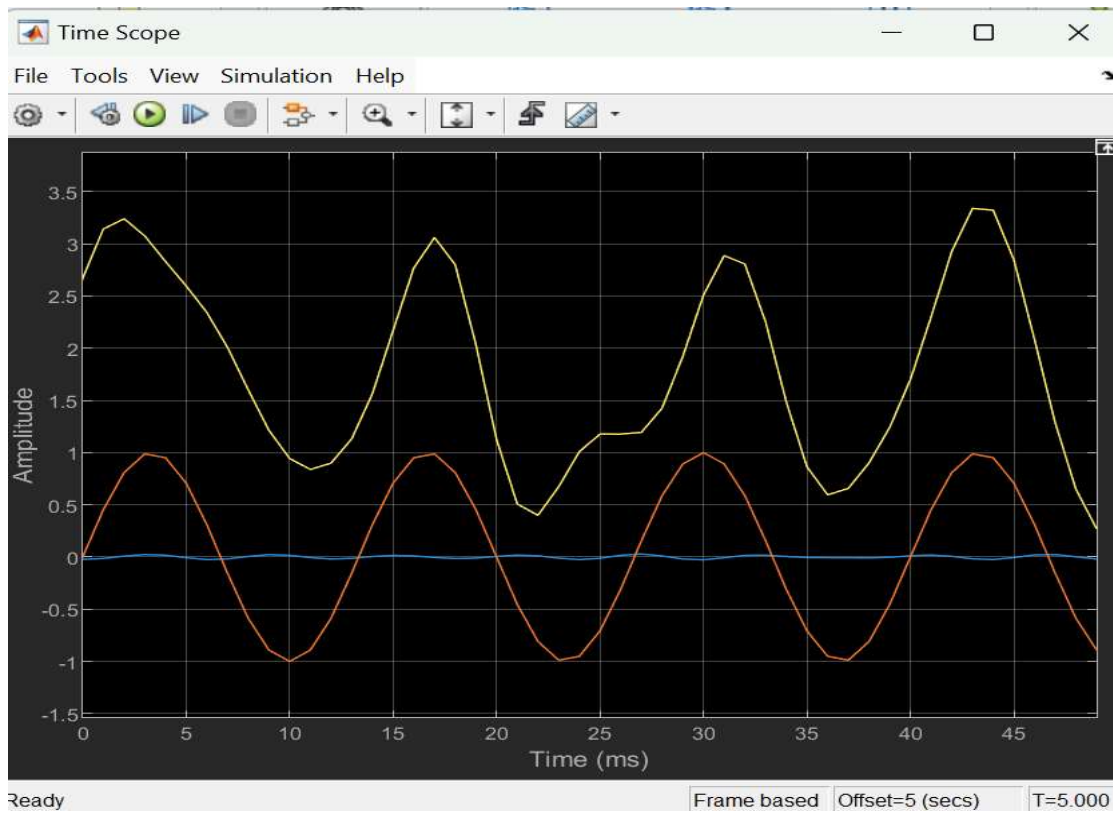 Time Scope
File Tools View Simulation Help
3.5
3
2.5
2
1.5
1
0.5
0
-0.5
-1
-1.5
Amplitude
0 5 10 15 20 25 30 35 40 45
Time (ms)
Ready Frame based Offset=5 (secs) T=5.000